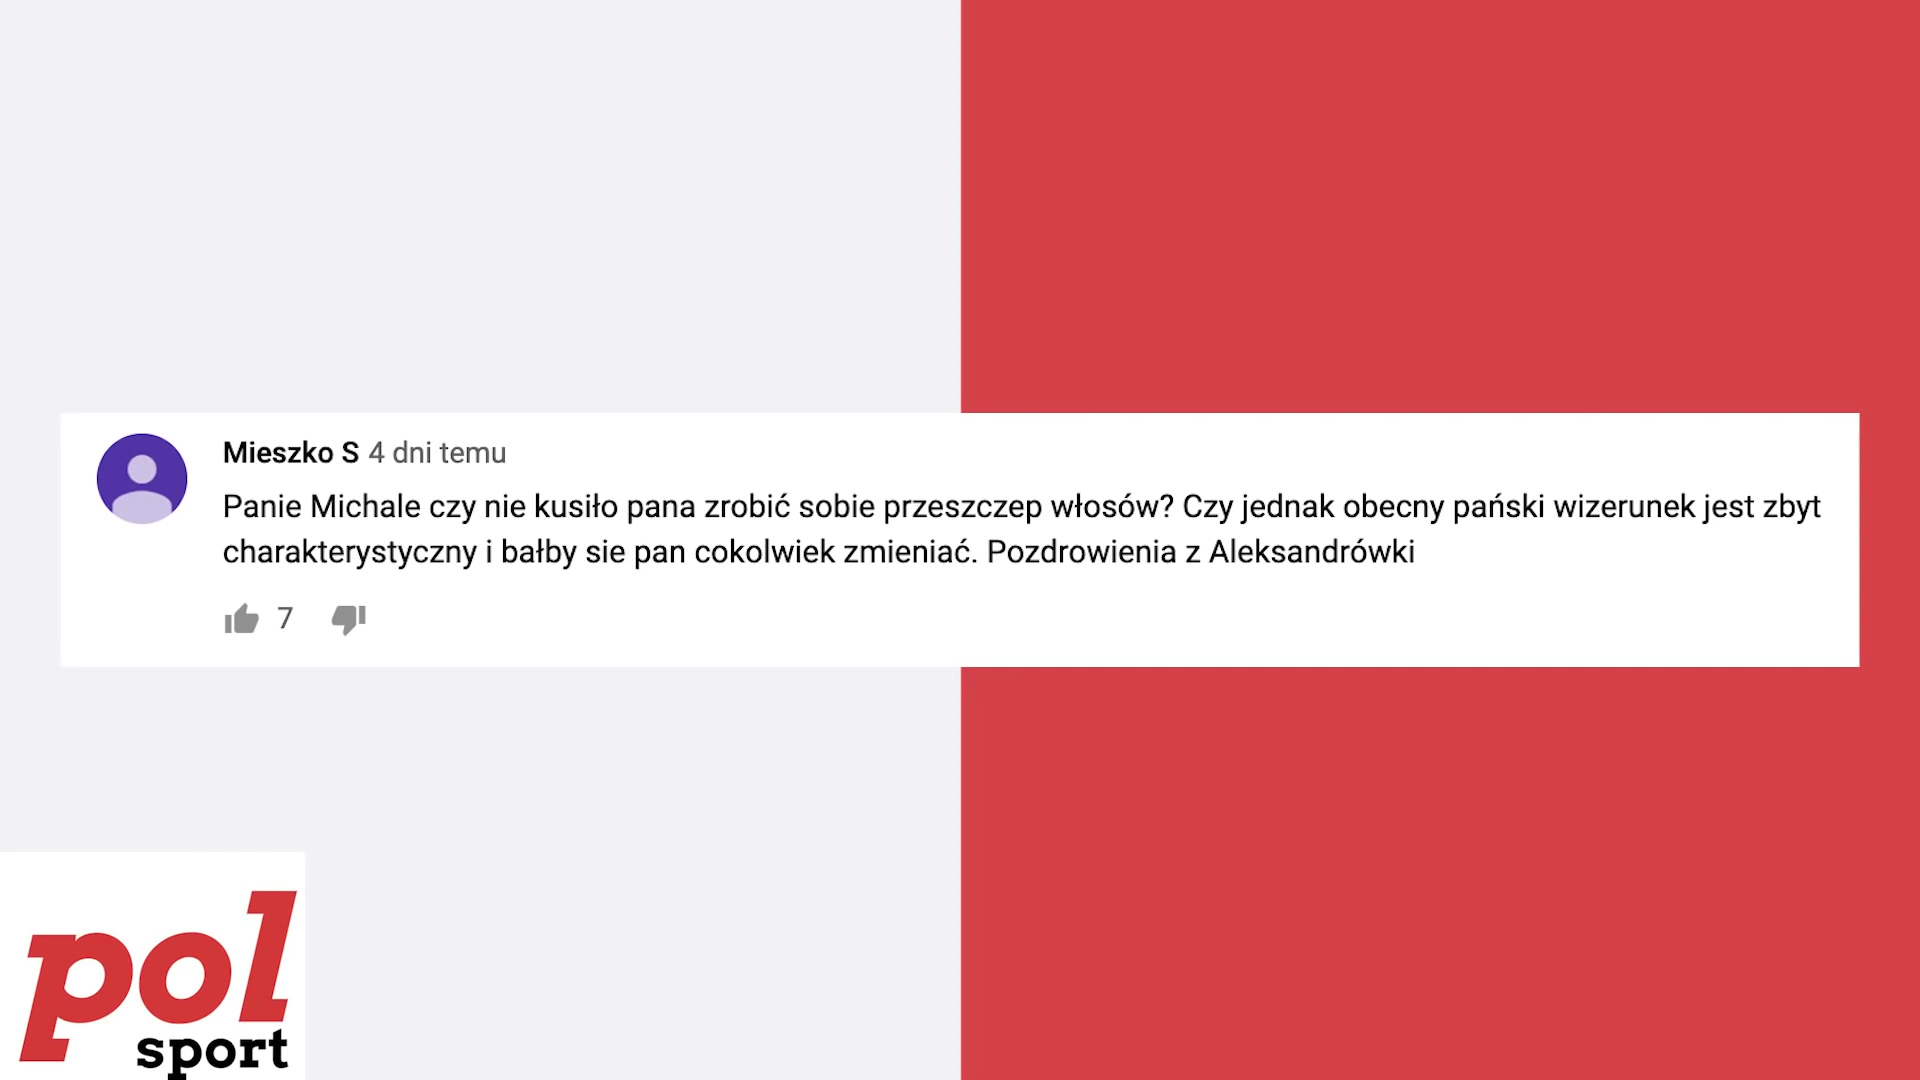 Mieszko S 4 dni temu
Panie Michale czy nie kusiło pana zrobić sobie przeszczep włosów? Czy jednak obecny pański wizerunek jest zbyt
charakterystyczny i bałby sie pan cokolwiek zmieniać. Pozdrowienia z Aleksandrówki
7
pol
sport